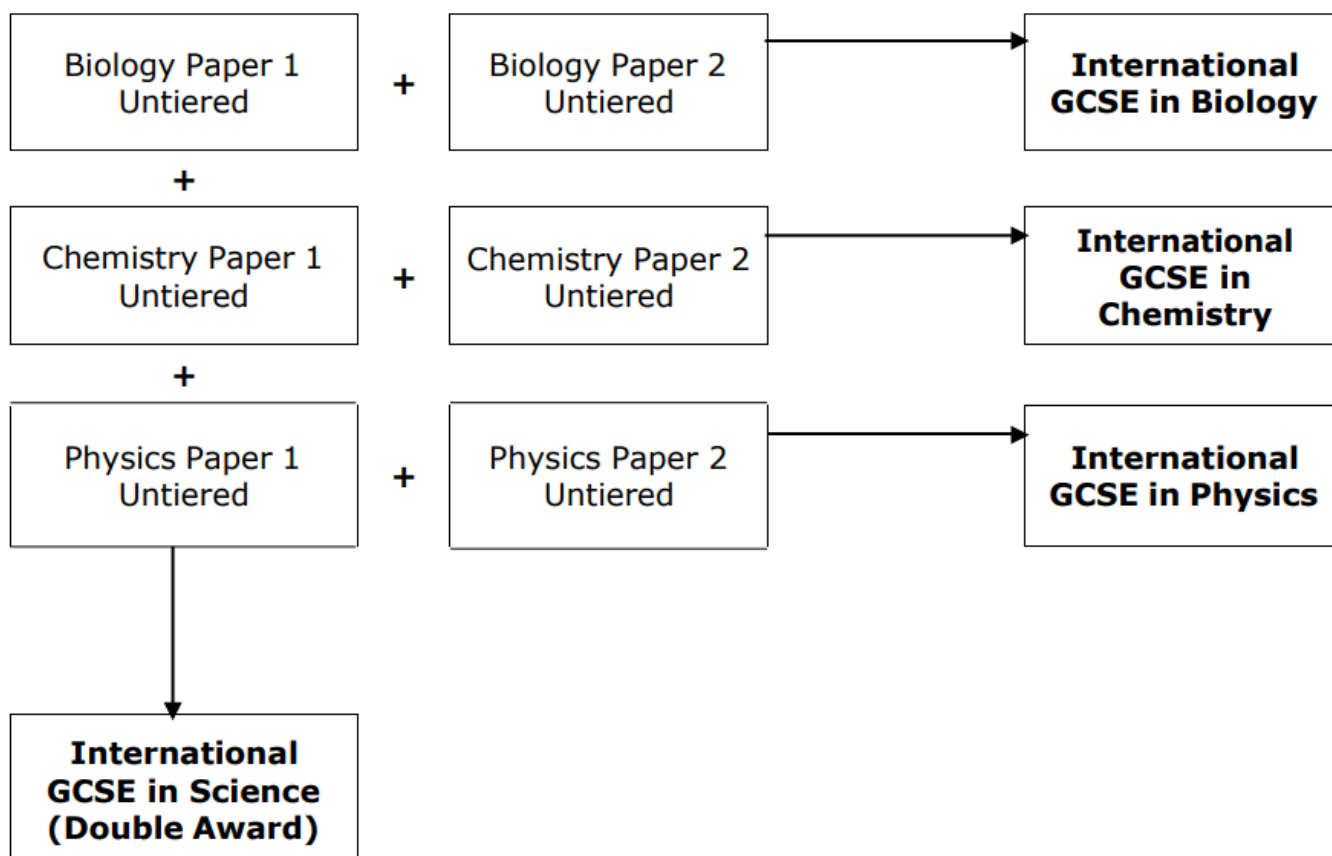 Biology Paper 1
Untiered
+
Biology Paper 2
Untiered
International
GCSE in Biology
+
Chemistry Paper 1
Untiered
+
Chemistry Paper 2
Untiered
International
GCSE in
Chemistry
+
Physics Paper 1
Untiered
+
Physics Paper 2
Untiered
International
GCSE in Physics
International
GCSE in Science
(Double Award)